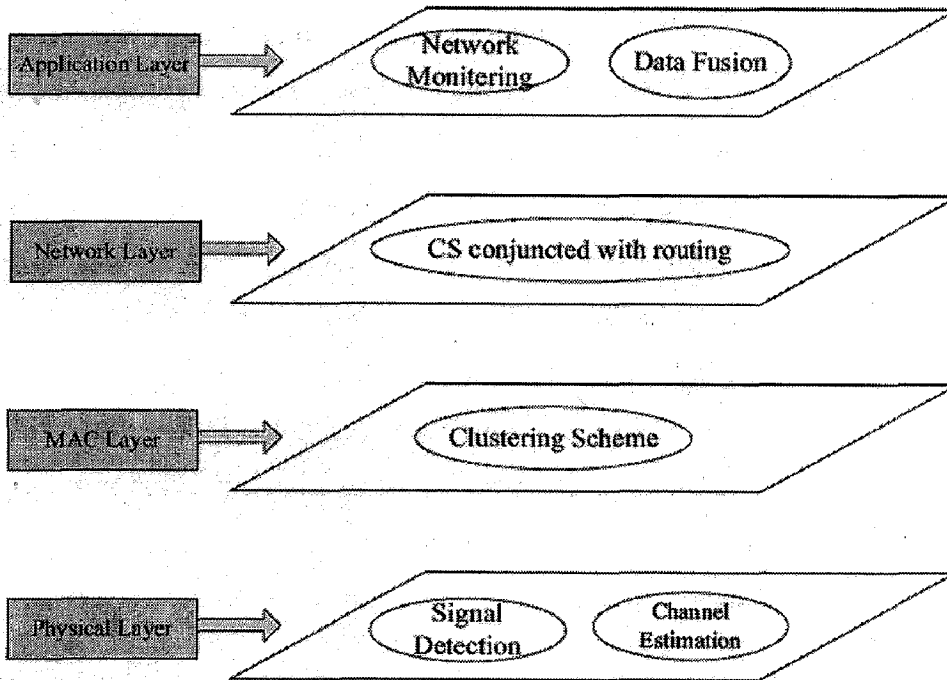 Application Layer
Network
Monitering
Data Fusion
Network Layer
CS conjuncted with routing
MAC Layer
Clustering Scheme
Physical Layer
Signal
Detection
Channel
Estimation